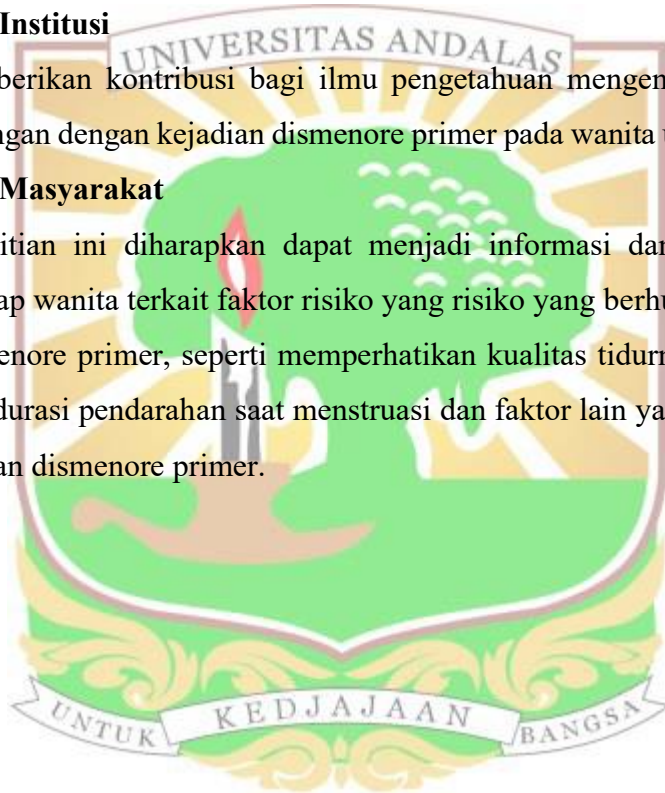 Institusi
UNIVERSITAS ANDALAS
berikan kontribusi bagi ilmu pengetahuan mengen
ngan dengan kejadian dismenore primer pada wanita u
Masyarakat
itian ini diharapkan dapat menjadi informasi dar
ap wanita terkait faktor risiko yang risiko yang berhu
enore primer, seperti memperhatikan kualitas tidurn
durasi pendarahan saat menstruasi dan faktor lain ya
an dismenore primer.
UNTUK KEDJAJAAN BANGSA